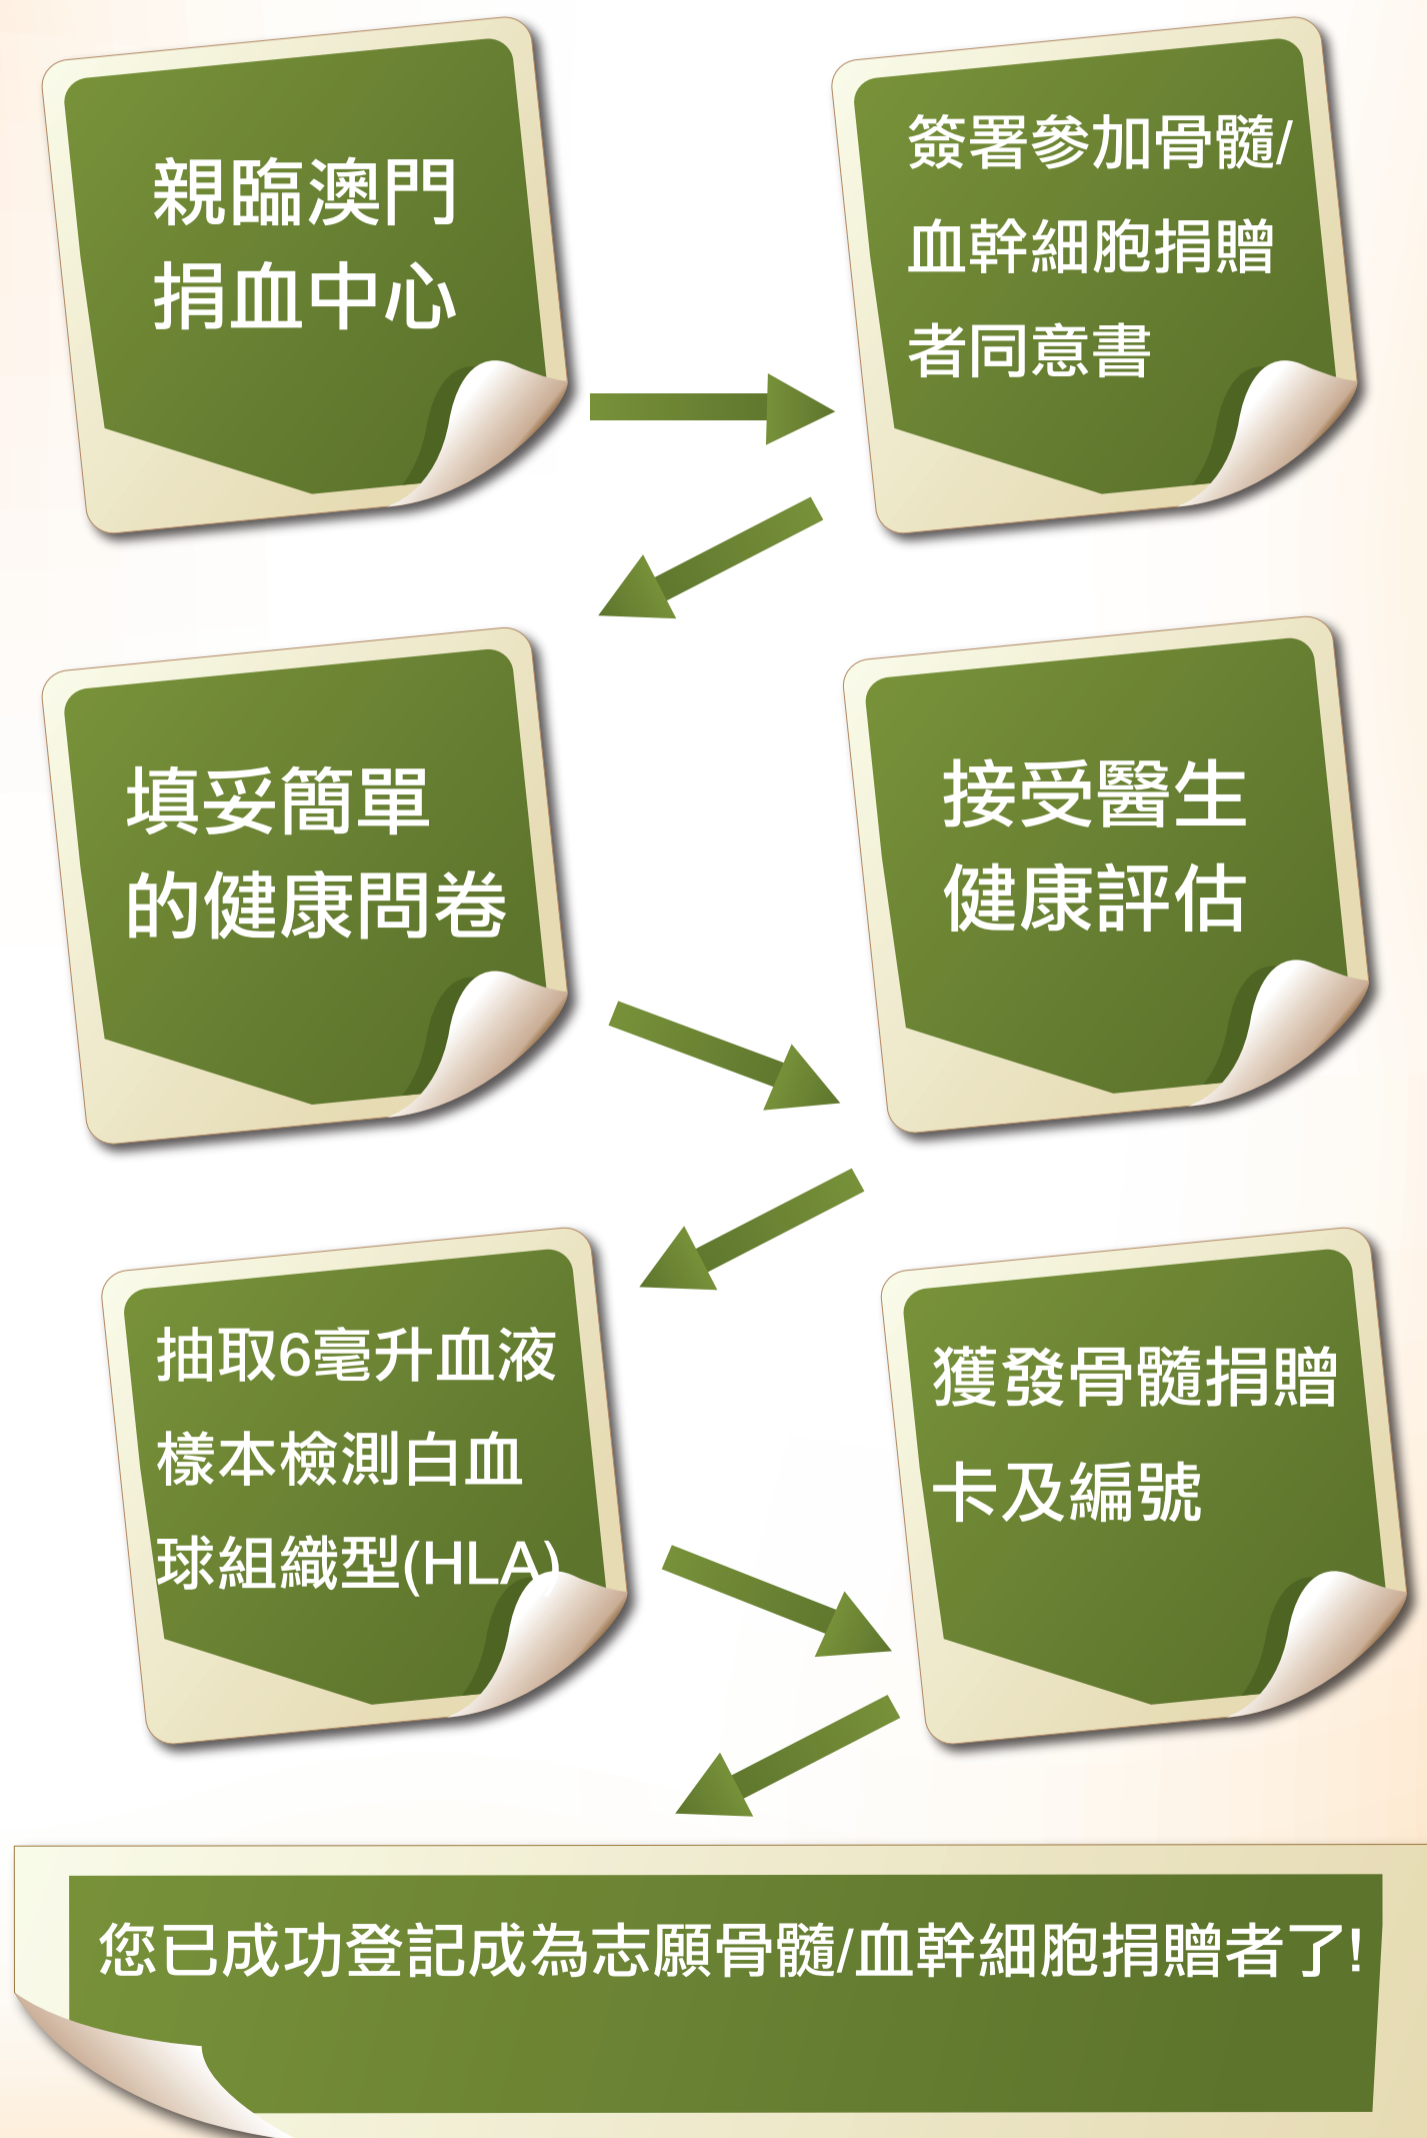 親臨澳門
捐血中心
簽署參加骨髓/
血幹細胞捐贈
者同意書
填妥簡單
的健康問卷
接受醫生
健康評估
抽取6毫升血液
樣本檢測白血
球組織型(HLA)
獲發骨髓捐贈
卡及編號
您已成功登記成為志願骨髓/血幹細胞捐贈者了!